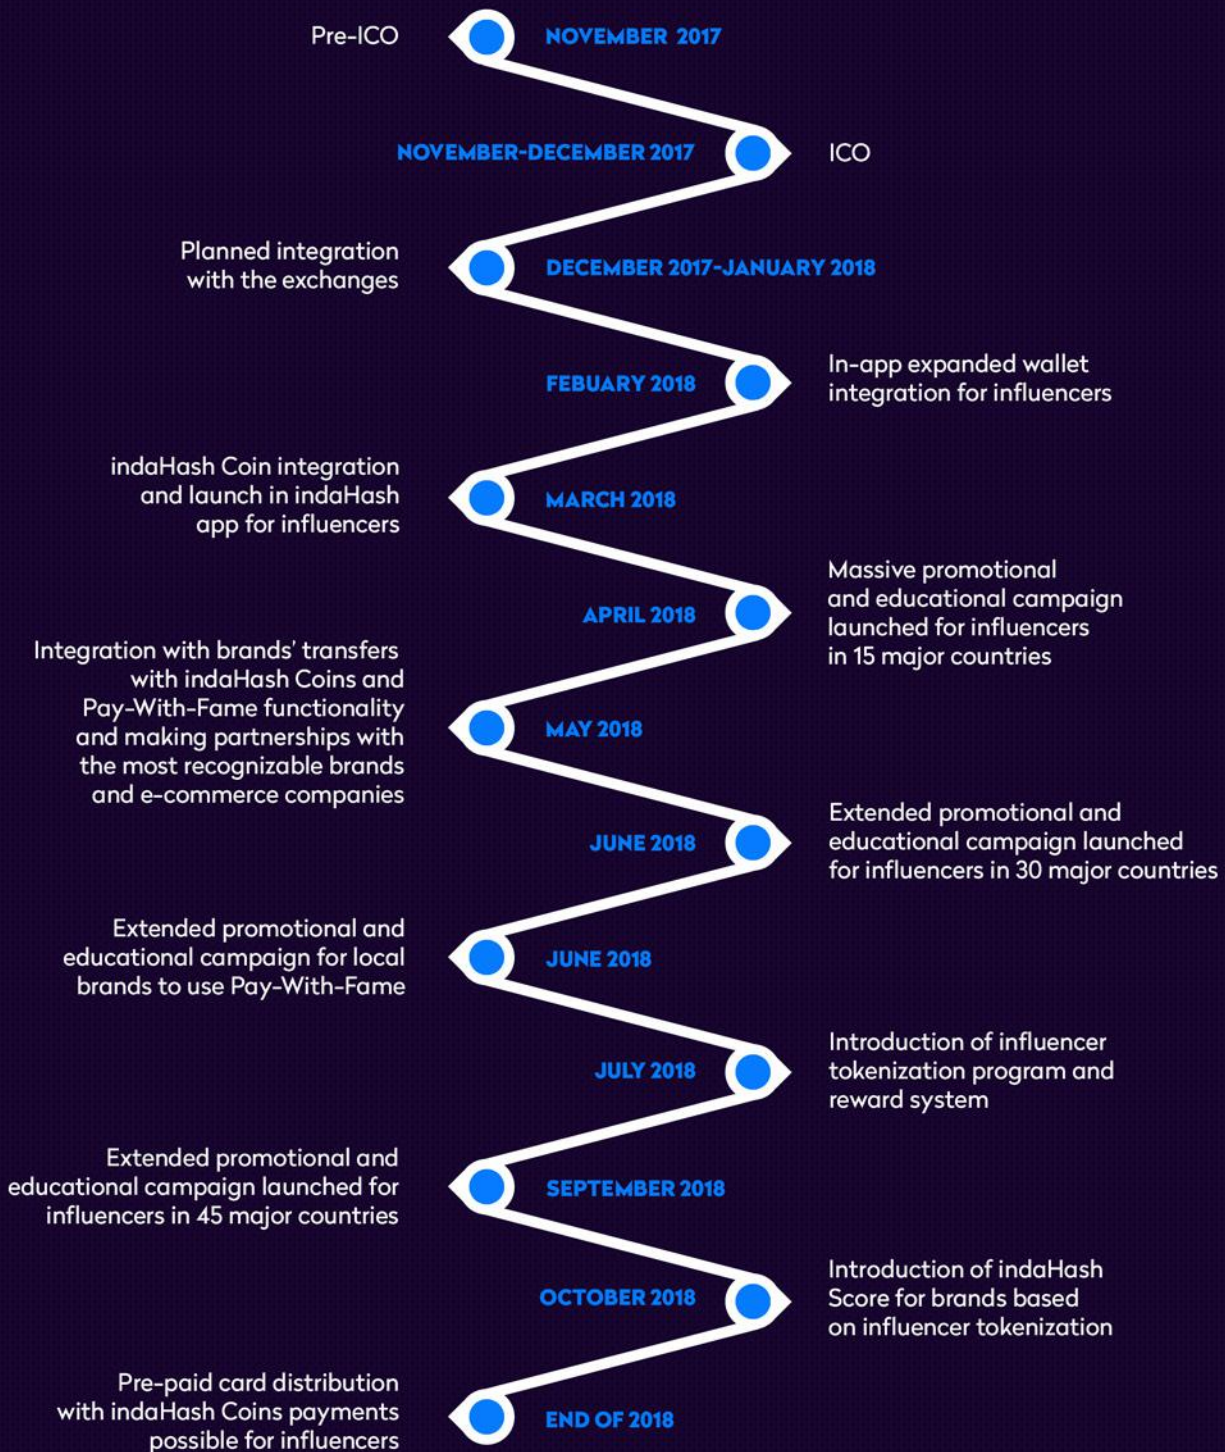 Pre-ICO
NOVEMBER 2017
NOVEMBER-DECEMBER 2017
ICO
Planned integration
with the exchanges
DECEMBER 2017-JANUARY 2018
FEBUARY 2018
In-app expanded wallet
integration for influencers
indaHash Coin integration
and launch in indaHash
app for influencers
MARCH 2018
APRIL 2018
Massive promotional
and educational campaign
launched for influencers
in 15 major countries
Integration with brands’ transfers
with indaHash Coins and
Pay-With-Fame functionality
and making partnerships with
the most recognizable brands
and e-commerce companies
MAY 2018
JUNE 2018
Extended promotional and
educational campaign launched
for influencers in 30 major countries
Extended promotional and
educational campaign for local
brands to use Pay-With-Fame
JUNE 2018
JULY 2018
Introduction of influencer
tokenization program and
reward system
Extended promotional and
educational campaign launched for
influencers in 45 major countries
SEPTEMBER 2018
OCTOBER 2018
Introduction of indaHash
Score for brands based
on influencer tokenization
Pre-paid card distribution
with indaHash Coins payments
possible for influencers
END OF 2018